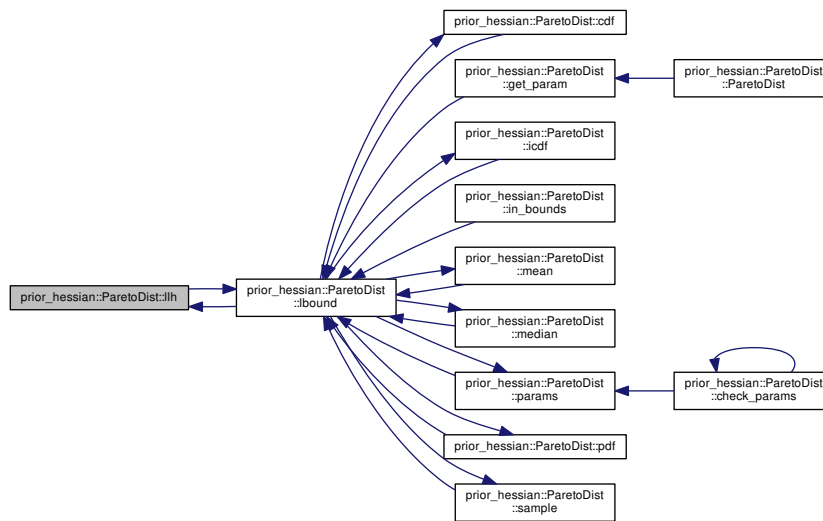 prior_hessian::ParetoDist::llh
prior_hessian::ParetoDist
::lbound
prior_hessian::ParetoDist::cdf
prior_hessian::ParetoDist
::get_param
prior_hessian::ParetoDist
::ParetoDist
prior_hessian::ParetoDist
::icdf
prior_hessian::ParetoDist
::in_bounds
prior_hessian::ParetoDist
::mean
prior_hessian::ParetoDist
::median
prior_hessian::ParetoDist
::params
prior_hessian::ParetoDist
::check_params
prior_hessian::ParetoDist::pdf
prior_hessian::ParetoDist
::sample